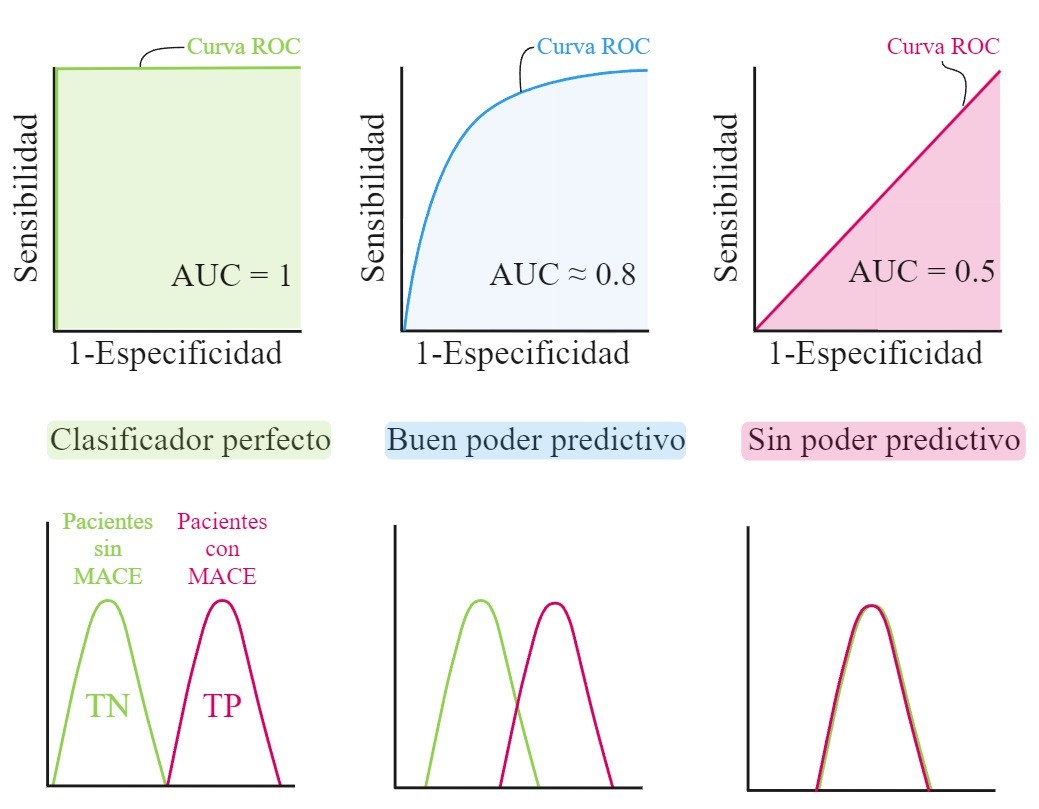 Curva ROC
Curva ROC
Curva ROC
Sensibilidad
Sensibilidad
Sensibilidad
AUC = 1
AUC ≈ 0.8
AUC = 0.5
1-Especificidad
1-Especificidad
1-Especificidad
Clasificador perfecto
Buen poder predictivo
Sin poder predictivo
Pacientes
sin
MACE
Pacientes
con
MACE
TN
TP